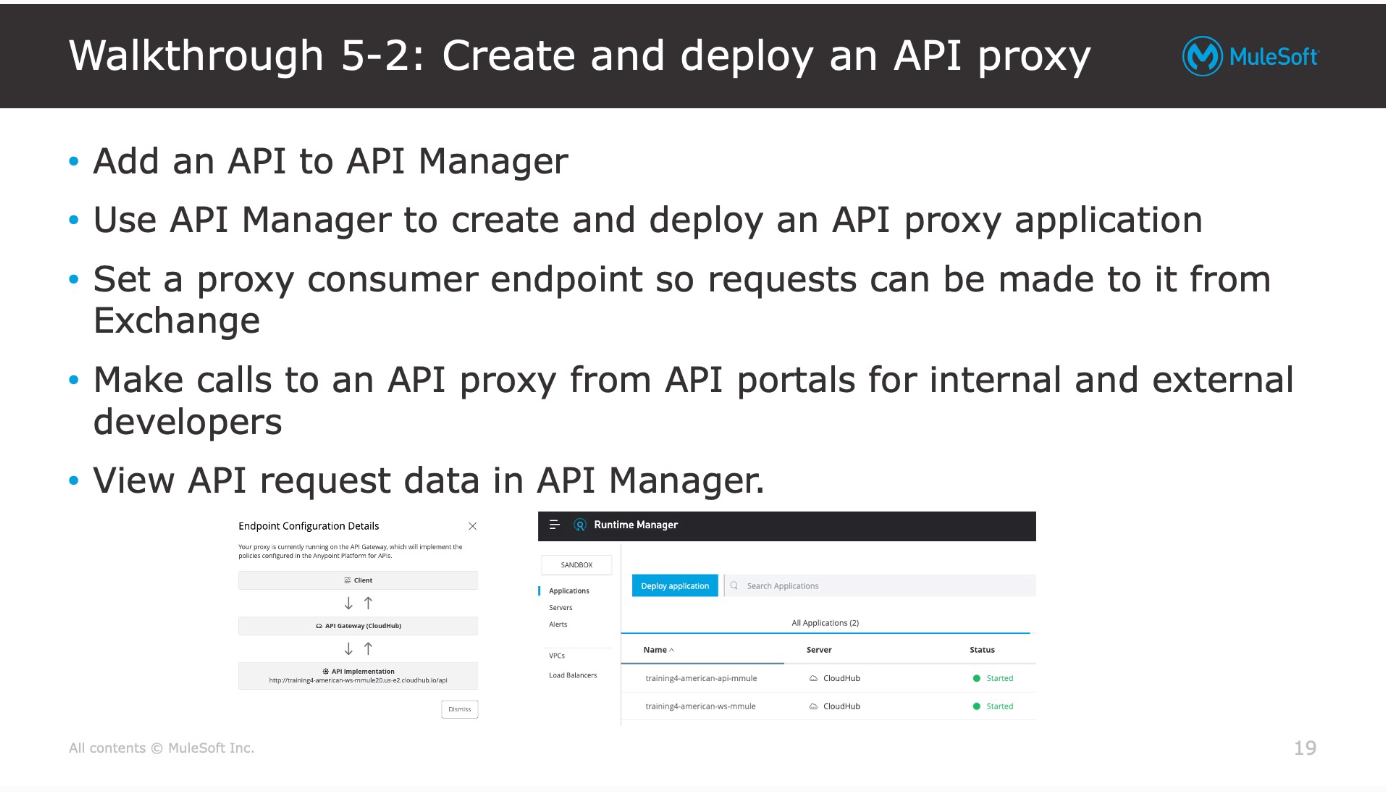 Walkthrough 5-2: Create and deploy an API proxy
MuleSoft
• Add an API to API Manager
• Use API Manager to create and deploy an API proxy application
• Set a proxy consumer endpoint so requests can be made to it from
Exchange
• Make calls to an API proxy from API portals for internal and external
developers
• View API request data in API Manager.
Endpoint Configuration Details
Your proxy is currently running on the API Gateway, which will implement the
policies configured in the Anypoint Platform for APIs.
Client
API Gateway (CloudHub)
API Implementation
http://training4-american-ws-mmule20.us-e2.cloudhub.io/api
Dismiss
Runtime Manager
SANDBOX
Applications
Servers
Alerts
VPCs
Load Balancers
Deploy application
Search Applications
All Applications (2)
Name Server Status
training4-american-api-mmule CloudHub Started
training4-american-ws-mmule CloudHub Started
All contents © MuleSoft Inc.
19